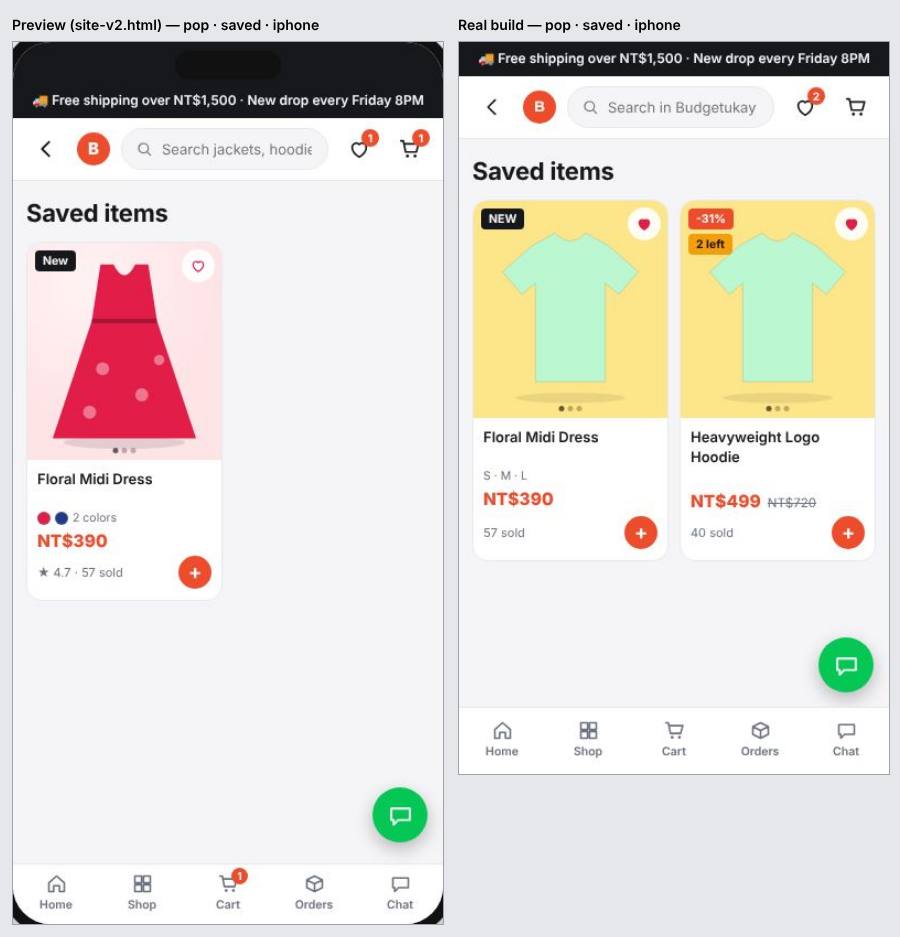 Preview (site-v2.html) — pop · saved · iphone
🚚 Free shipping over NT$1,500 · New drop every Friday 8PM
B
Search jackets, hoodie
1
1
Saved items
New
Floral Midi Dress
2 colors
NT$390
★ 4.7 · 57 sold
+
Home
Shop
1
Cart
Orders
Chat
Real build — pop · saved · iphone
🚚 Free shipping over NT$1,500 · New drop every Friday 8PM
B
Search in Budgetukay
2
Saved items
NEW
Floral Midi Dress
S · M · L
NT$390
57 sold
+
-31%
2 left
Heavyweight Logo
Hoodie
NT$499 NT$720
40 sold
+
Home
Shop
Cart
Orders
Chat